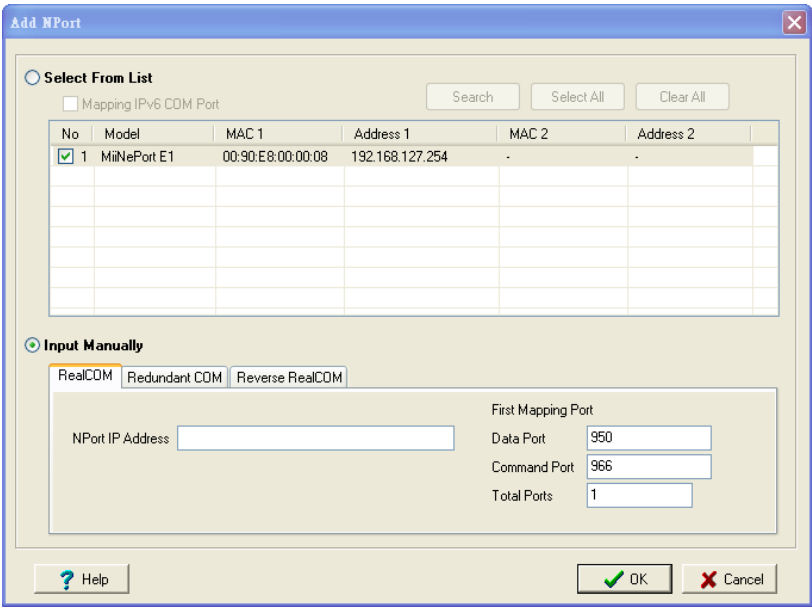 Add NPort
Select From List
Mapping IPv6 COM Port
Search Select All Clear All
No Model MAC 1 Address 1 MAC 2 Address 2
1 MiiNePort E1 00:90:E8:00:00:08 192.168.127.254 - -
Input Manually
RealCOM Redundant COM Reverse RealCOM
First Mapping Port
NPort IP Address Data Port 950
Command Port 966
Total Ports 1
? Help OK Cancel